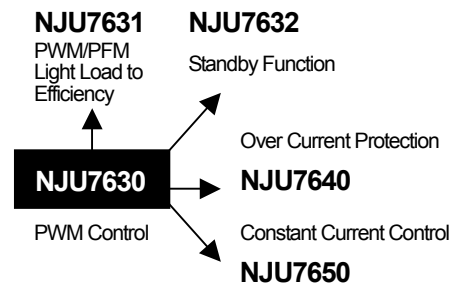 NJU7631
PWM/PFM
Light Load to
Efficiency
NJU7632
Standby Function
NJU7630
PWM Control
Over Current Protection
NJU7640
Constant Current Control
NJU7650